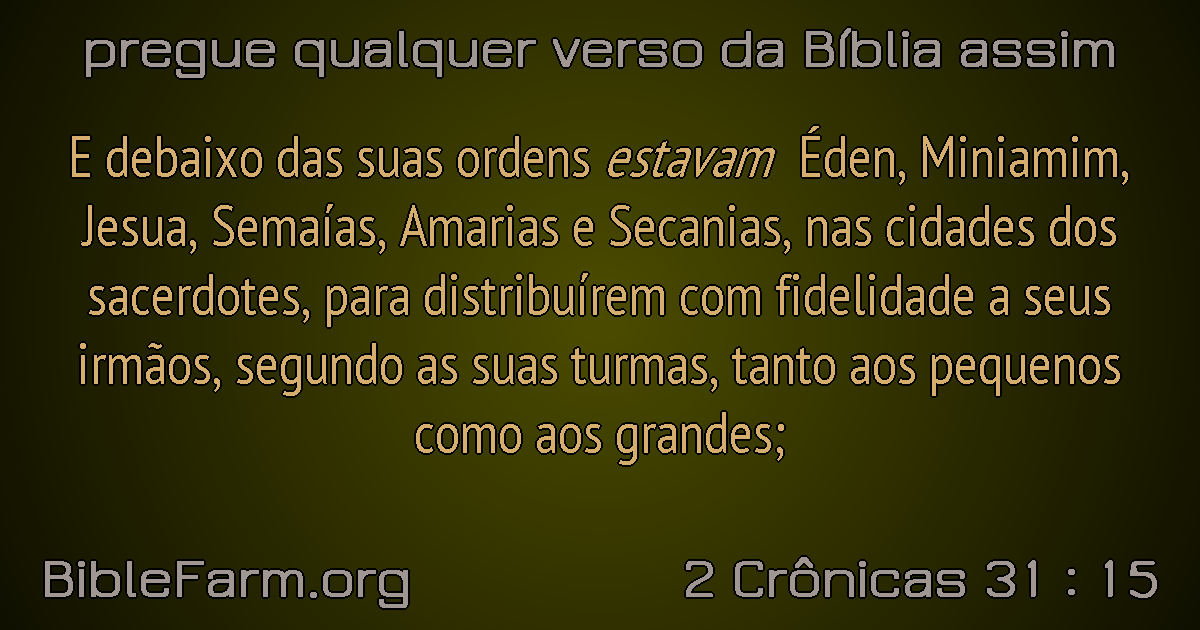 pregue qualquer verso da Bíblia assim
E debaixo das suas ordens estavam Éden, Miniamim,
Jesua, Semaías, Amarias e Secanias, nas cidades dos
sacerdotes, para distribuírem com fidelidade a seus
irmãos, segundo as suas turmas, tanto aos pequenos
como aos grandes;
BibleFarm.org
2 Crônicas 31 : 15